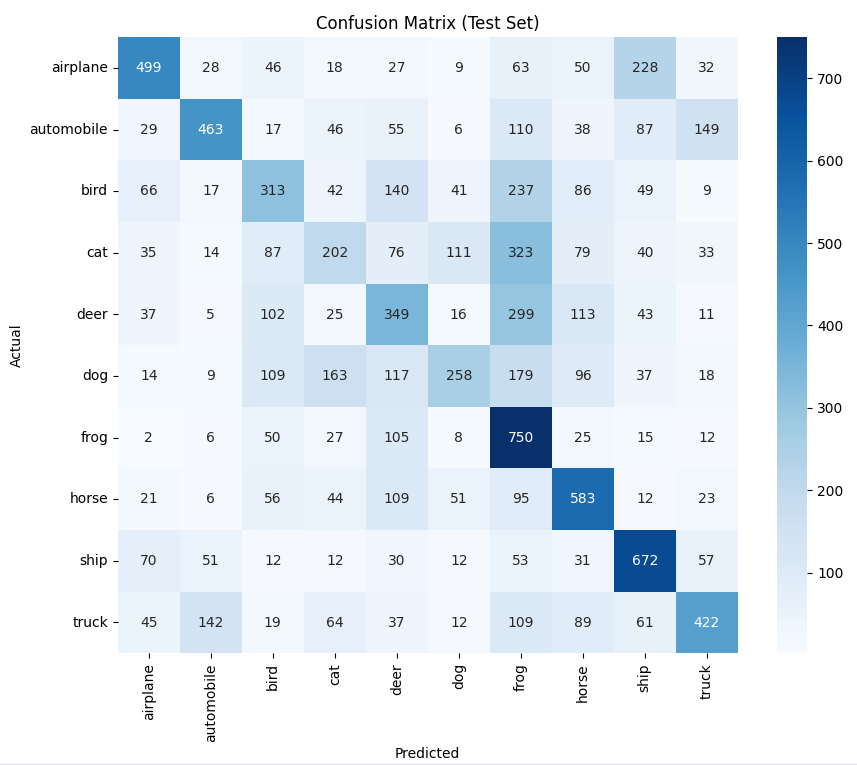 Confusion Matrix (Test Set)
airplane 499 28 46 18 27 9 63 50 228 32
automobile 29 463 17 46 55 6 110 38 87 149
bird 66 17 313 42 140 41 237 86 49 9
cat 35 14 87 202 76 111 323 79 40 33
deer 37 5 102 25 349 16 299 113 43 11
dog 14 9 109 163 117 258 179 96 37 18
frog 2 6 50 27 105 8 750 25 15 12
horse 21 6 56 44 109 51 95 583 12 23
ship 70 51 12 12 30 12 53 31 672 57
truck 45 142 19 64 37 12 109 89 61 422
airplane automobile bird cat deer dog frog horse ship truck
Predicted
Actual
700
600
500
400
300
200
100